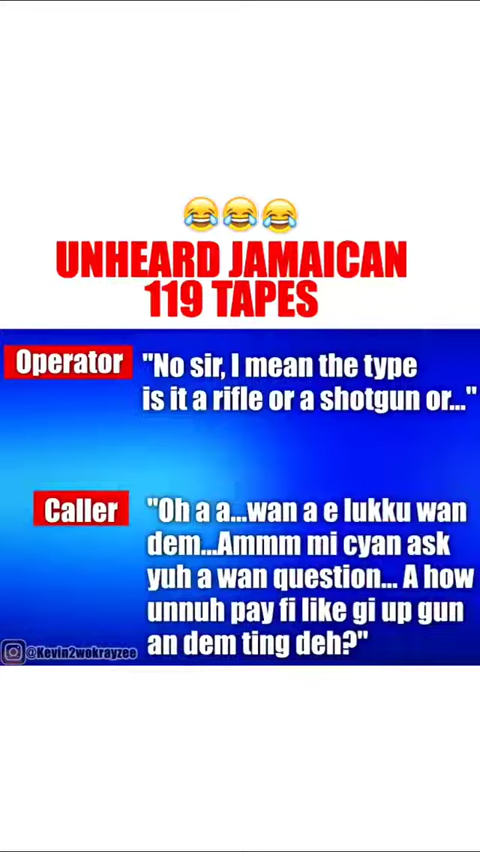 😂😂😂
UNHEARD JAMAICAN
119 TAPES
Operator "No sir, I mean the type
is it a rifle or a shotgun or..."
Caller "Oh a a...wan a e lukku wan
dem...Ammm mi cyan ask
yuh a wan question... A how
unnuh pay fi like gi up gun
an dem ting deh?"
@Kevin2wokrayzee